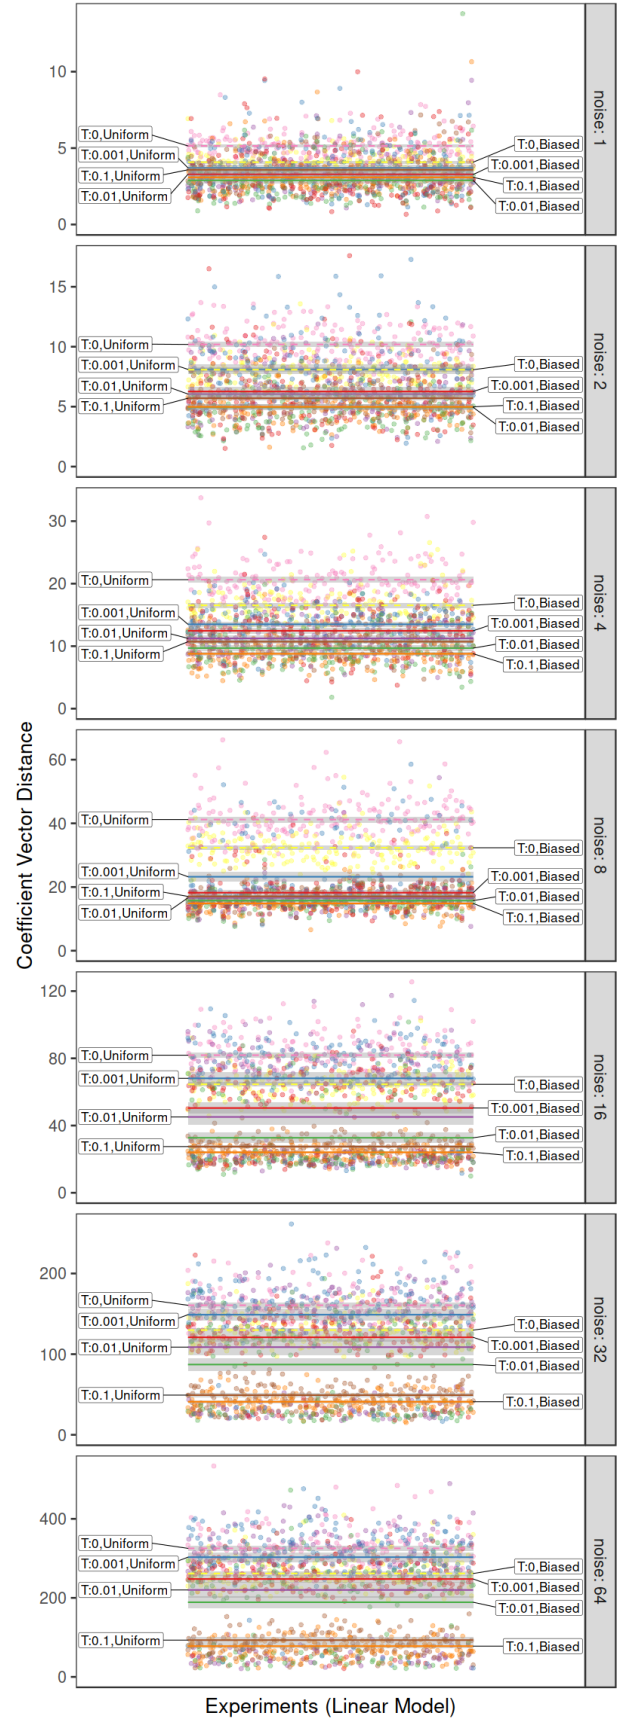 Coefficient Vector Distance
noise: 1
10
5
0
T:0,Uniform
T:0.001,Uniform
T:0.1,Uniform
T:0.01,Uniform
T:0,Biased
T:0.001,Biased
T:0.1,Biased
T:0.01,Biased
noise: 2
15
10
5
0
T:0,Uniform
T:0.001,Uniform
T:0.01,Uniform
T:0.1,Uniform
T:0,Biased
T:0.001,Biased
T:0.1,Biased
T:0.01,Biased
noise: 4
30
20
10
0
T:0,Uniform
T:0.001,Uniform
T:0.01,Uniform
T:0.1,Uniform
T:0,Biased
T:0.001,Biased
T:0.01,Biased
T:0.1,Biased
noise: 8
60
40
20
0
T:0,Uniform
T:0.001,Uniform
T:0.1,Uniform
T:0.01,Uniform
T:0,Biased
T:0.001,Biased
T:0.01,Biased
T:0.1,Biased
noise: 16
120
80
40
0
T:0,Uniform
T:0.001,Uniform
T:0.01,Uniform
T:0.1,Uniform
T:0,Biased
T:0.001,Biased
T:0.01,Biased
T:0.1,Biased
noise: 32
200
100
0
T:0,Uniform
T:0.001,Uniform
T:0.01,Uniform
T:0.1,Uniform
T:0,Biased
T:0.001,Biased
T:0.01,Biased
T:0.1,Biased
noise: 64
400
200
0
T:0,Uniform
T:0.001,Uniform
T:0.01,Uniform
T:0.1,Uniform
T:0,Biased
T:0.001,Biased
T:0.01,Biased
T:0.1,Biased
Experiments (Linear Model)